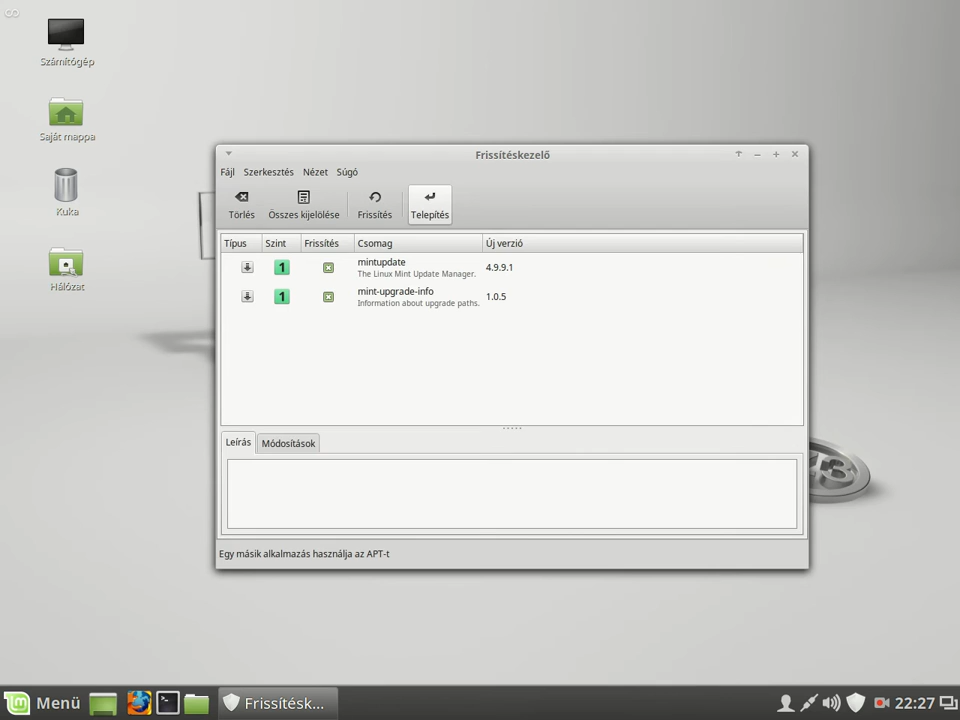 Számítógép
Saját mappa
Kuka
Hálózat
Frissítéskezelő
Fájl Szerkesztés Nézet Súgó
Törlés Összes kijelölése Frissítés Telepítés
Típus Szint Frissítés Csomag Új verzió
1 mintupdate 4.9.9.1
The Linux Mint Update Manager.
1 mint-upgrade-info 1.0.5
Information about upgrade paths.
Leírás Módosítások
Egy másik alkalmazás használja az APT-t
Menü Frissítésk... 22:27